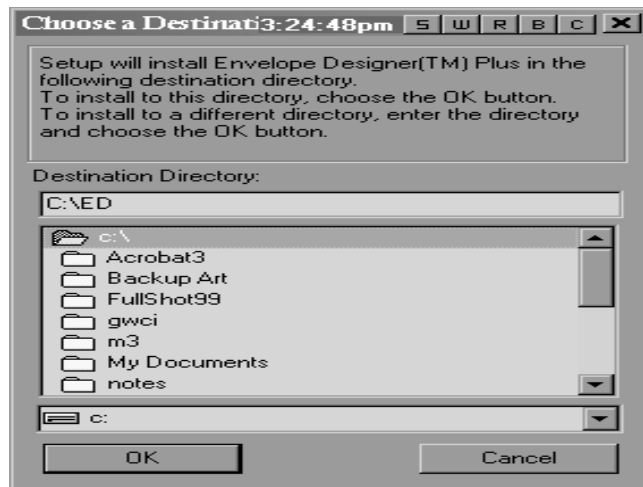 Choose a Destinati3:24:48pm S W R B C
Setup will install Envelope Designer(TM) Plus in the
following destination directory.
To install to this directory, choose the OK button.
To install to a different directory, enter the directory
and choose the OK button.
Destination Directory:
C:\ED
c:\
Acrobat3
Backup Art
FullShot99
gwci
m3
My Documents
notes
c:
OK Cancel